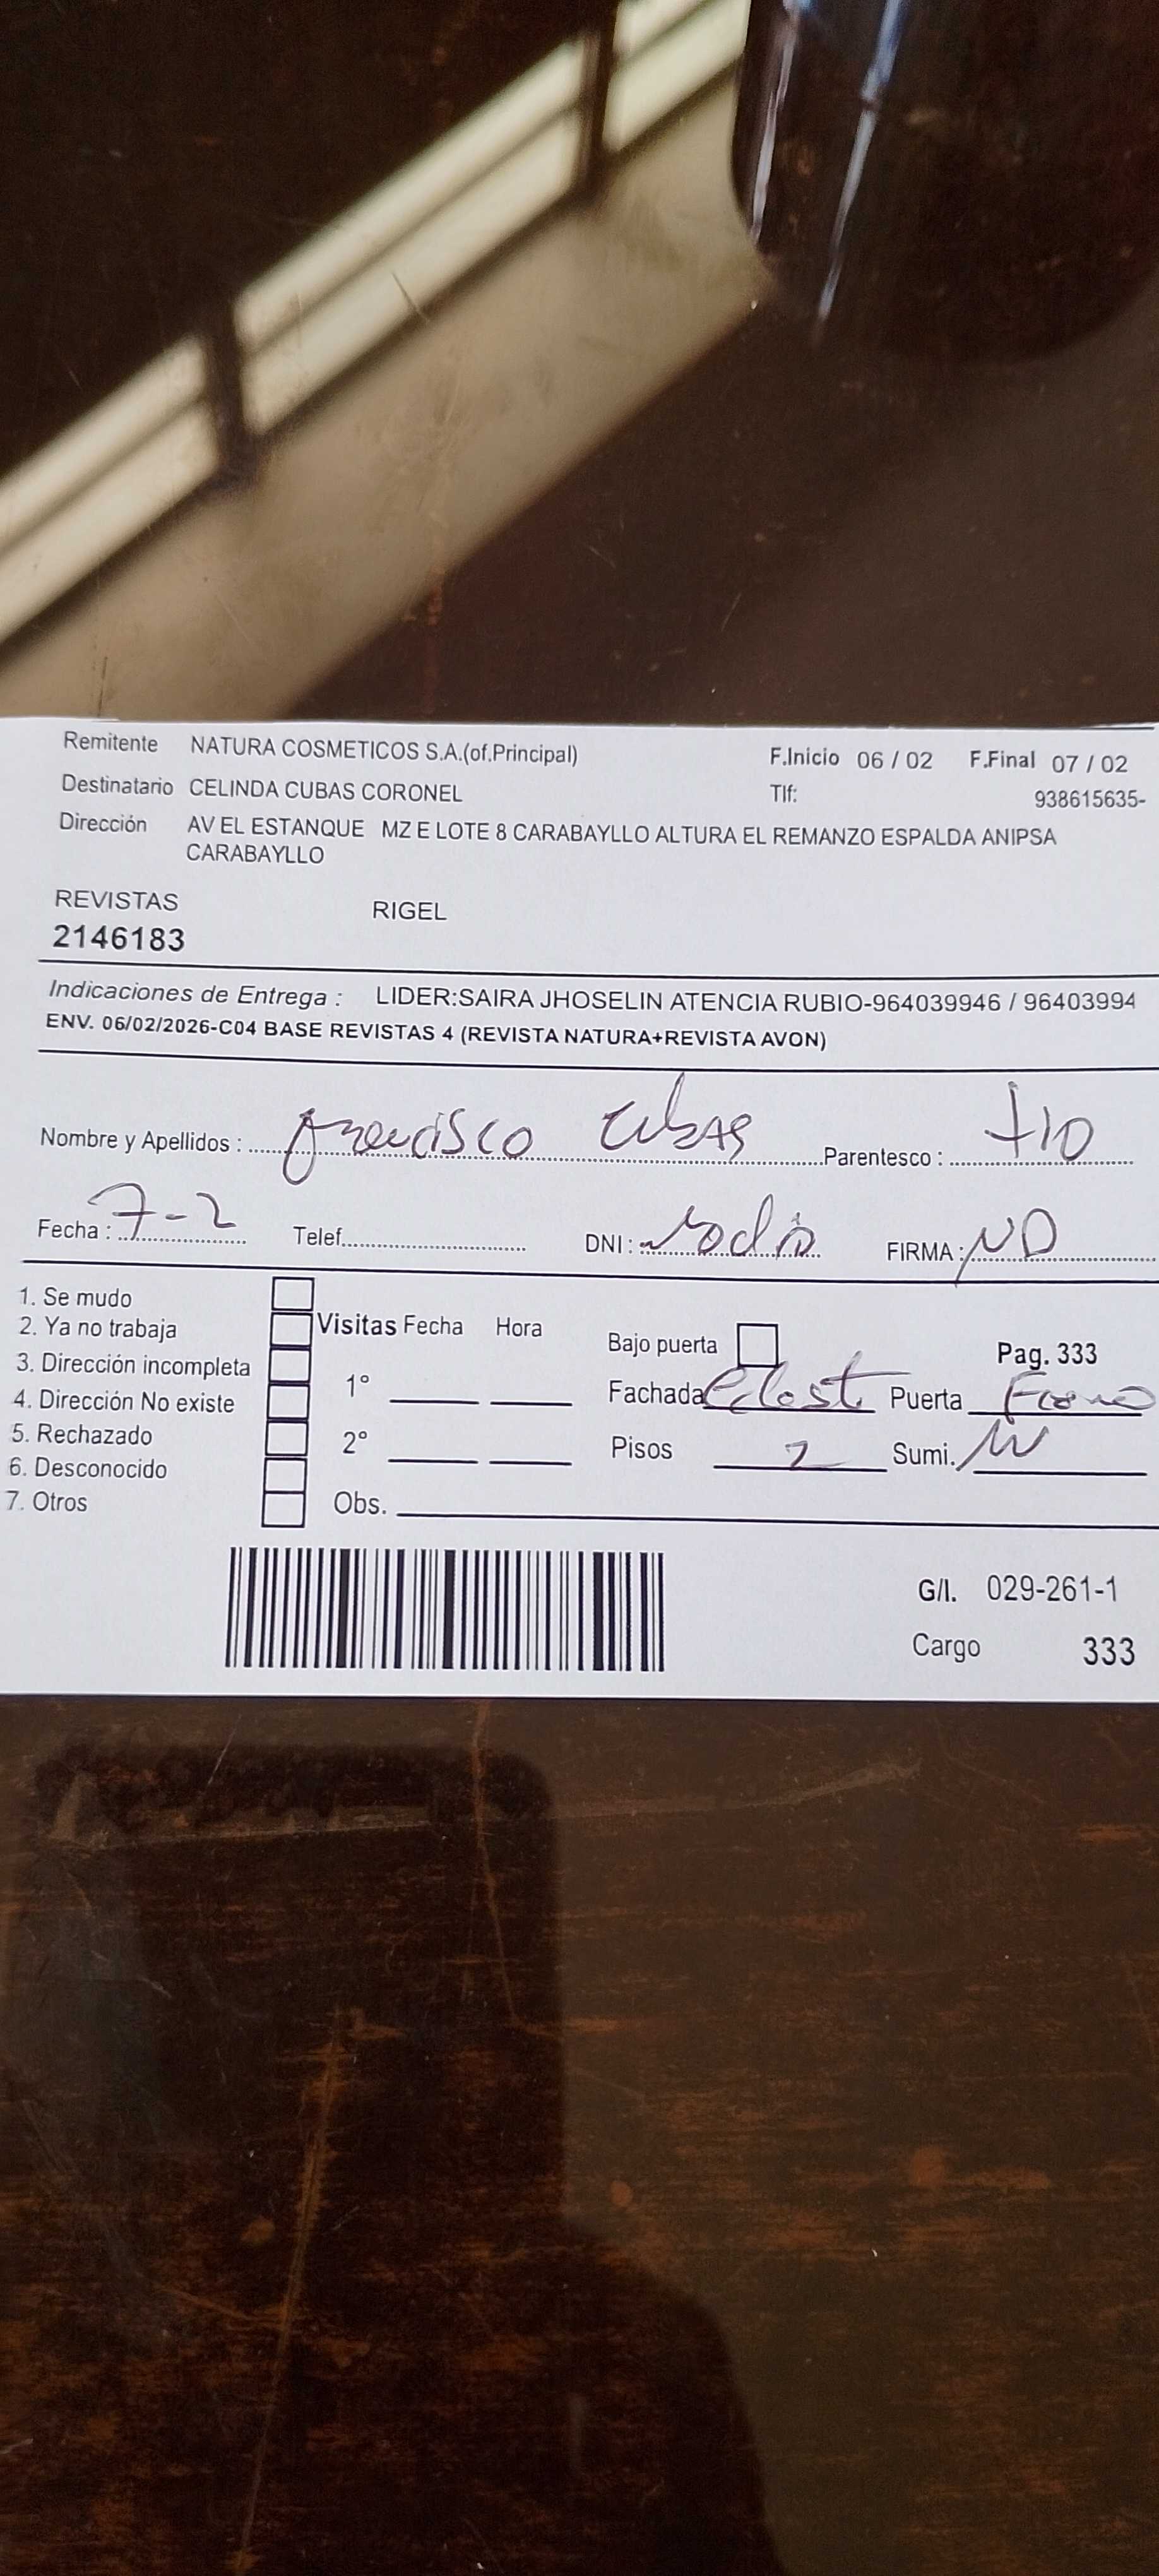 Remitente NATURA COSMETICOS S.A.(of.Principal) F.Inicio 06 / 02 F.Final 07 / 02
Destinatario CELINDA CUBAS CORONEL Tlf: 938615635-
Dirección AV EL ESTANQUE MZ E LOTE 8 CARABAYLLO ALTURA EL REMANZO ESPALDA ANIPSA
CARABAYLLO
REVISTAS RIGEL
2146183
Indicaciones de Entrega : LIDER:SAIRA JHOSELIN ATENCIA RUBIO-964039946 / 96403994
ENV. 06/02/2026-C04 BASE REVISTAS 4 (REVISTA NATURA+REVISTA AVON)
Nombre y Apellidos : francisco Cubas Parentesco : tio
Fecha : 7-2 Telef. DNI : no dio FIRMA : ND
1. Se mudo
2. Ya no trabaja Visitas Fecha Hora Bajo puerta Pag. 333
3. Dirección incompleta 1° Fachada Celeste Puerta Fierro
4. Dirección No existe
5. Rechazado 2° Pisos 2 Sumi.
6. Desconocido
7. Otros Obs.
G/I. 029-261-1
Cargo 333